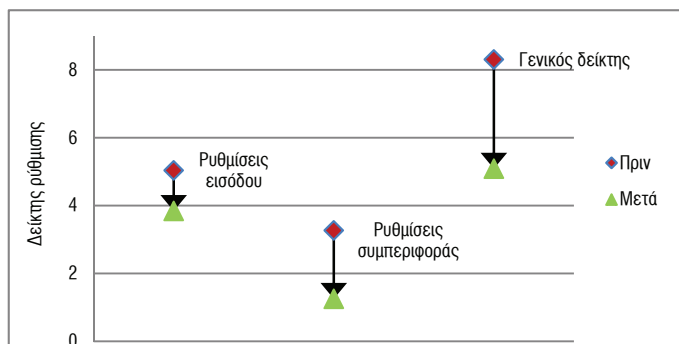 Δείκτης ρύθμισης
8
6
4
2
0
Ρυθμίσεις
εισόδου
Ρυθμίσεις
συμπεριφοράς
Γενικός δείκτης
Πριν
Μετά